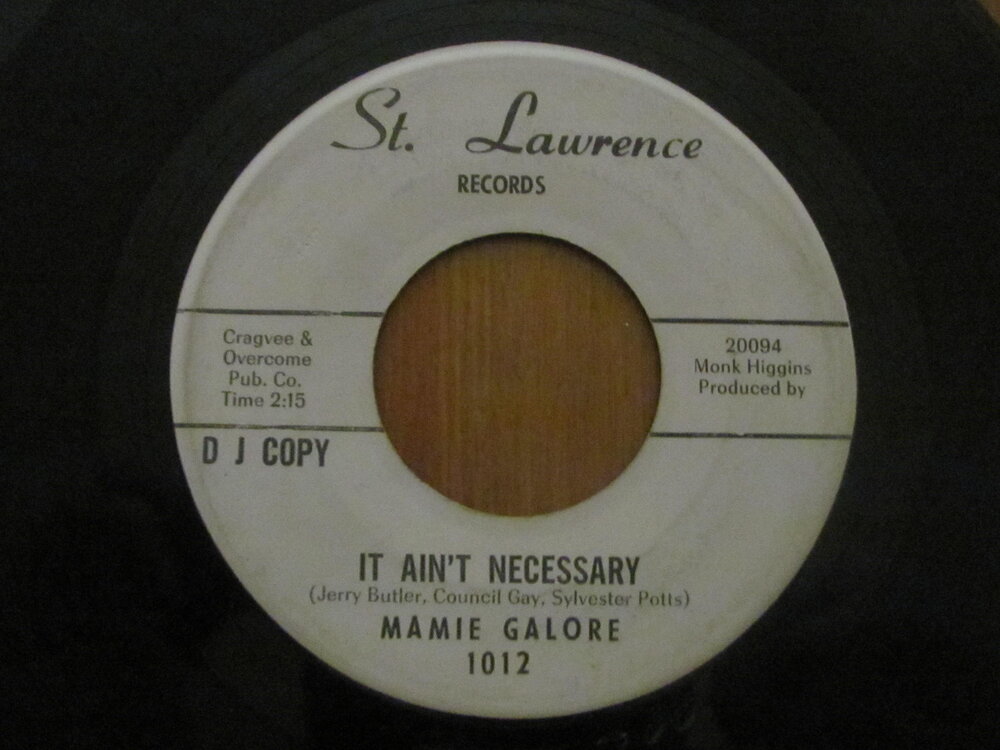 St. Lawrence
RECORDS
Cragvee &
Overcome
Pub. Co.
Time 2:15
20094
Monk Higgins
Produced by
D J COPY
IT AIN'T NECESSARY
(Jerry Butler, Council Gay, Sylvester Potts)
MAMIE GALORE
1012